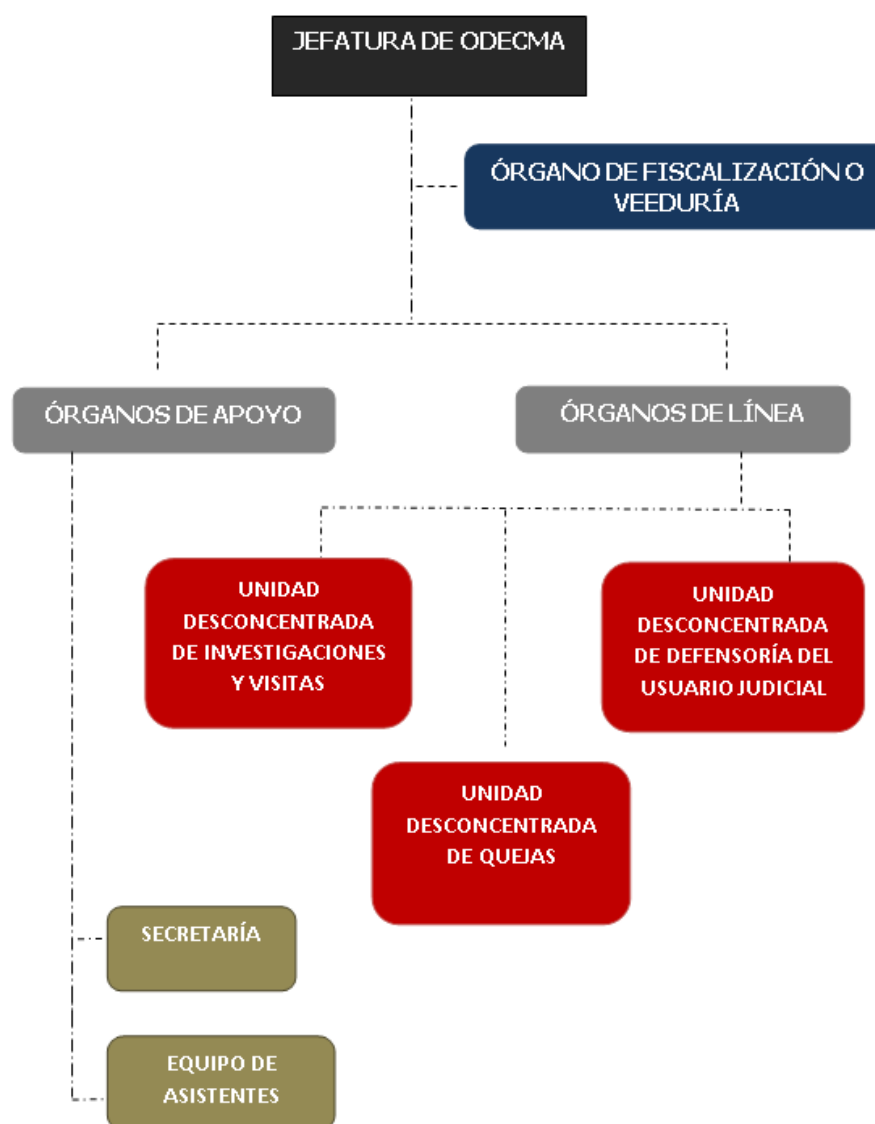 JEFATURA DE ODECMA
ÓRGANO DE FISCALIZACIÓN O
VEEDURÍA
ÓRGANOS DE APOYO
ÓRGANOS DE LÍNEA
UNIDAD
DESCONCENTRADA
DE INVESTIGACIONES
Y VISITAS
UNIDAD
DESCONCENTRADA
DE DEFENSORÍA DEL
USUARIO JUDICIAL
UNIDAD
DESCONCENTRADA
DE QUEJAS
SECRETARÍA
EQUIPO DE
ASISTENTES